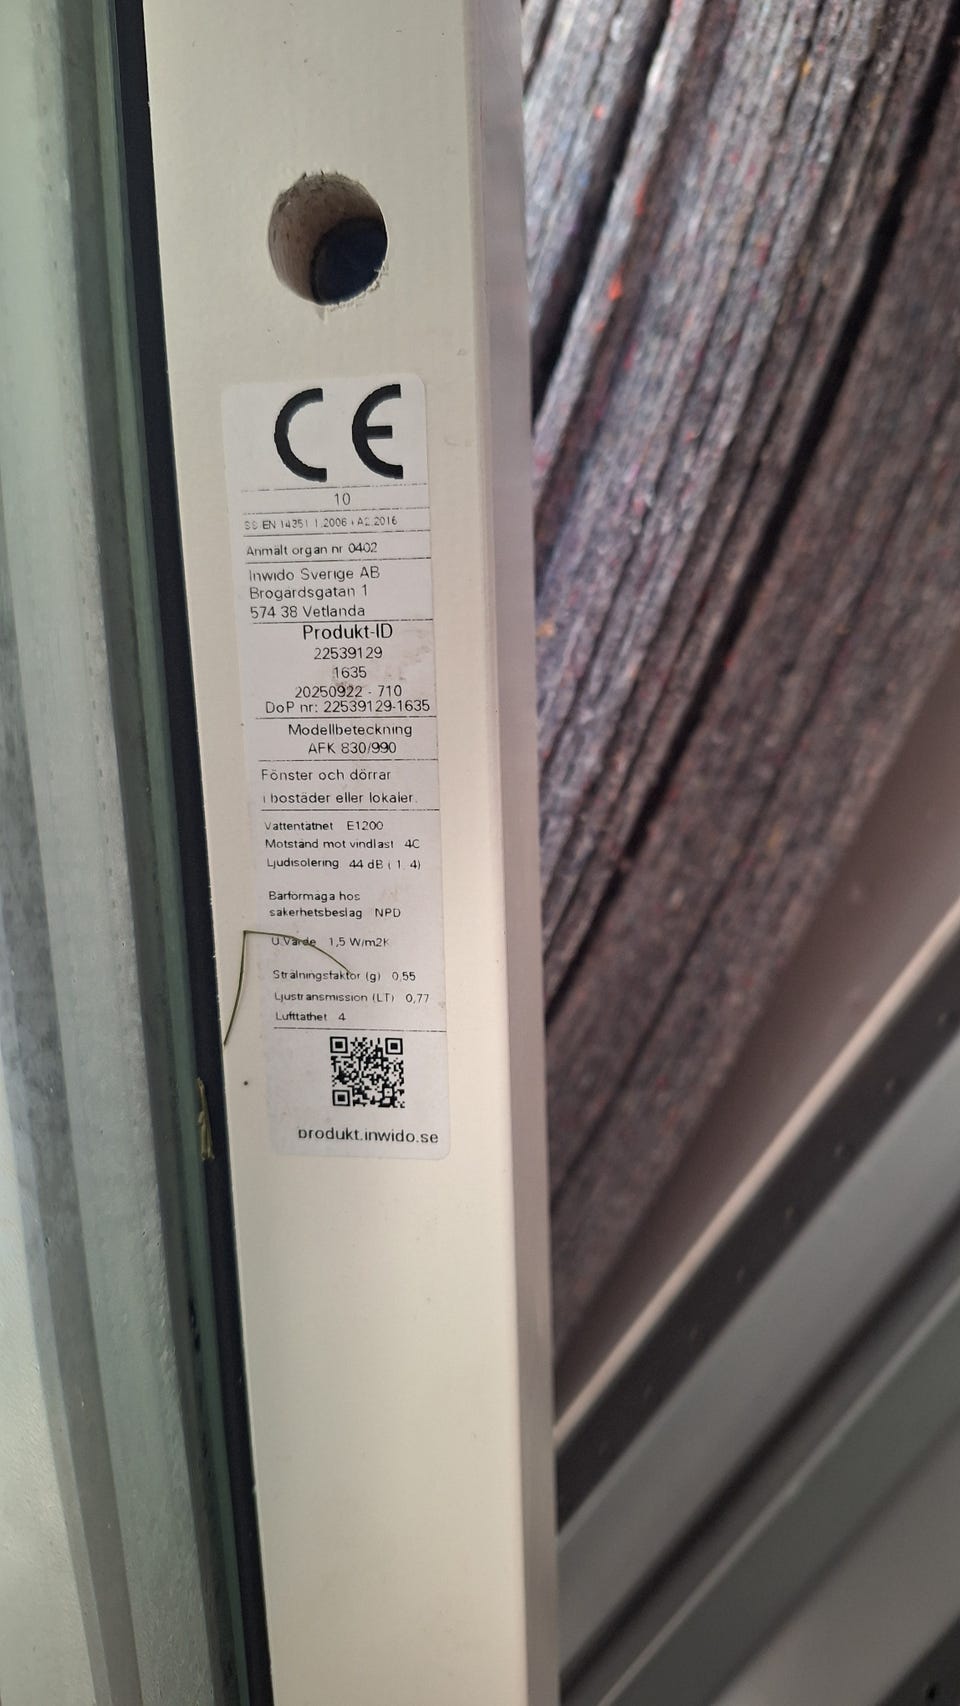 CE
10
SS EN 14351 1.2006+A2.2016
Anmält organ nr 0402
Inwido Sverige AB
Brogårdsgatan 1
574 38 Vetlanda
Produkt-ID
22539129
1635
20250922 - 710
DoP nr: 22539129-1635
Modellbeteckning
AFK 830/990
Fönster och dörrar
i bostäder eller lokaler.
Vattentäthet E1200
Motstånd mot vindlast 4C
Ljudisolering 44 dB ( 1 4)
Bärförmåga hos
säkerhetsbeslag NPD
U.Värde 1,5 W/m2K
Strålningsfaktor (g) 0,55
Ljustransmission (LT) 0,77
Lufttäthet 4
produkt.inwido.se